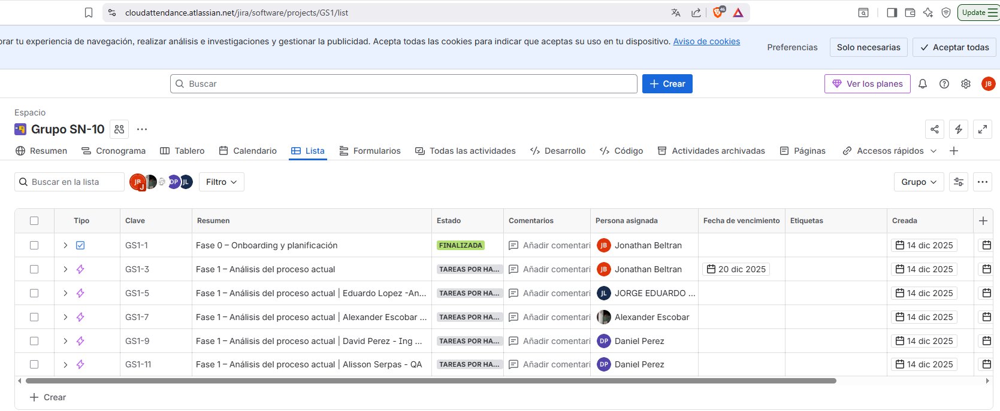 cloudattendance.atlassian.net/jira/software/projects/GS1/list
46
Update
orar tu experiencia de navegación, realizar análisis e investigaciones y gestionar la publicidad. Acepta todas las cookies para indicar que aceptas su uso en tu dispositivo. Aviso de cookies
Preferencias
Solo necesarias
Aceptar todas
Buscar
Crear
Ver los planes
JB
Espacio
Grupo SN-10
Resumen Cronograma Tablero Calendario Lista Formularios Todas las actividades Desarrollo Código Actividades archivadas Páginas Accesos rápidos
Buscar en la lista
JB J DP JL
Filtro
Grupo
Tipo Clave Resumen Estado Comentarios Persona asignada Fecha de vencimiento Etiquetas Creada
GS1-1 Fase 0 – Onboarding y planificación FINALIZADA Añadir comentari JB Jonathan Beltran 14 dic 2025
GS1-3 Fase 1 – Análisis del proceso actual TAREAS POR HA... Añadir comentari JB Jonathan Beltran 20 dic 2025 14 dic 2025
GS1-5 Fase 1 – Análisis del proceso actual | Eduardo Lopez -An... TAREAS POR HA... Añadir comentari JL JORGE EDUARDO ... 14 dic 2025
GS1-7 Fase 1 – Análisis del proceso actual | Alexander Escobar ... TAREAS POR HA... Añadir comentari Alexander Escobar 14 dic 2025
GS1-9 Fase 1 – Análisis del proceso actual | David Perez - Ing ... TAREAS POR HA... Añadir comentari DP Daniel Perez 14 dic 2025
GS1-11 Fase 1 – Análisis del proceso actual | Alisson Serpas - QA TAREAS POR HA... Añadir comentari DP Daniel Perez 14 dic 2025
Crear